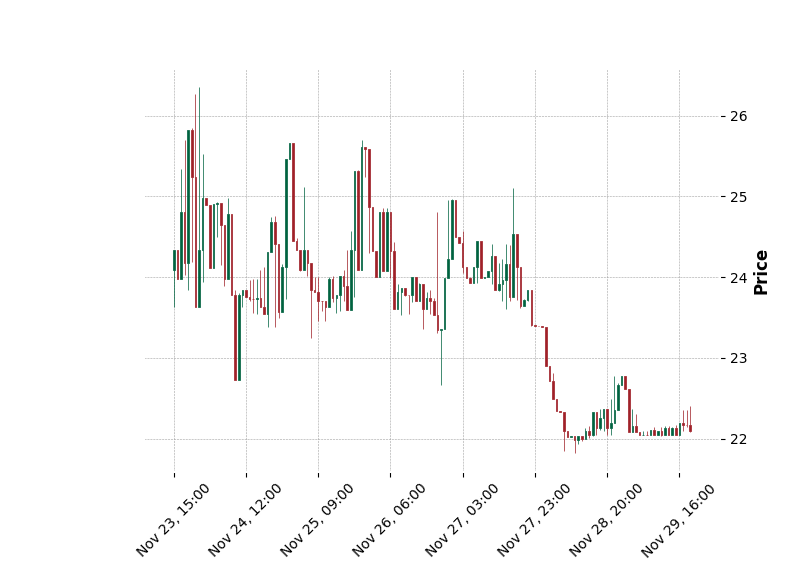 26
25
24
23
22
Price
Nov 23, 15:00
Nov 24, 12:00
Nov 25, 09:00
Nov 26, 06:00
Nov 27, 03:00
Nov 27, 23:00
Nov 28, 20:00
Nov 29, 16:00